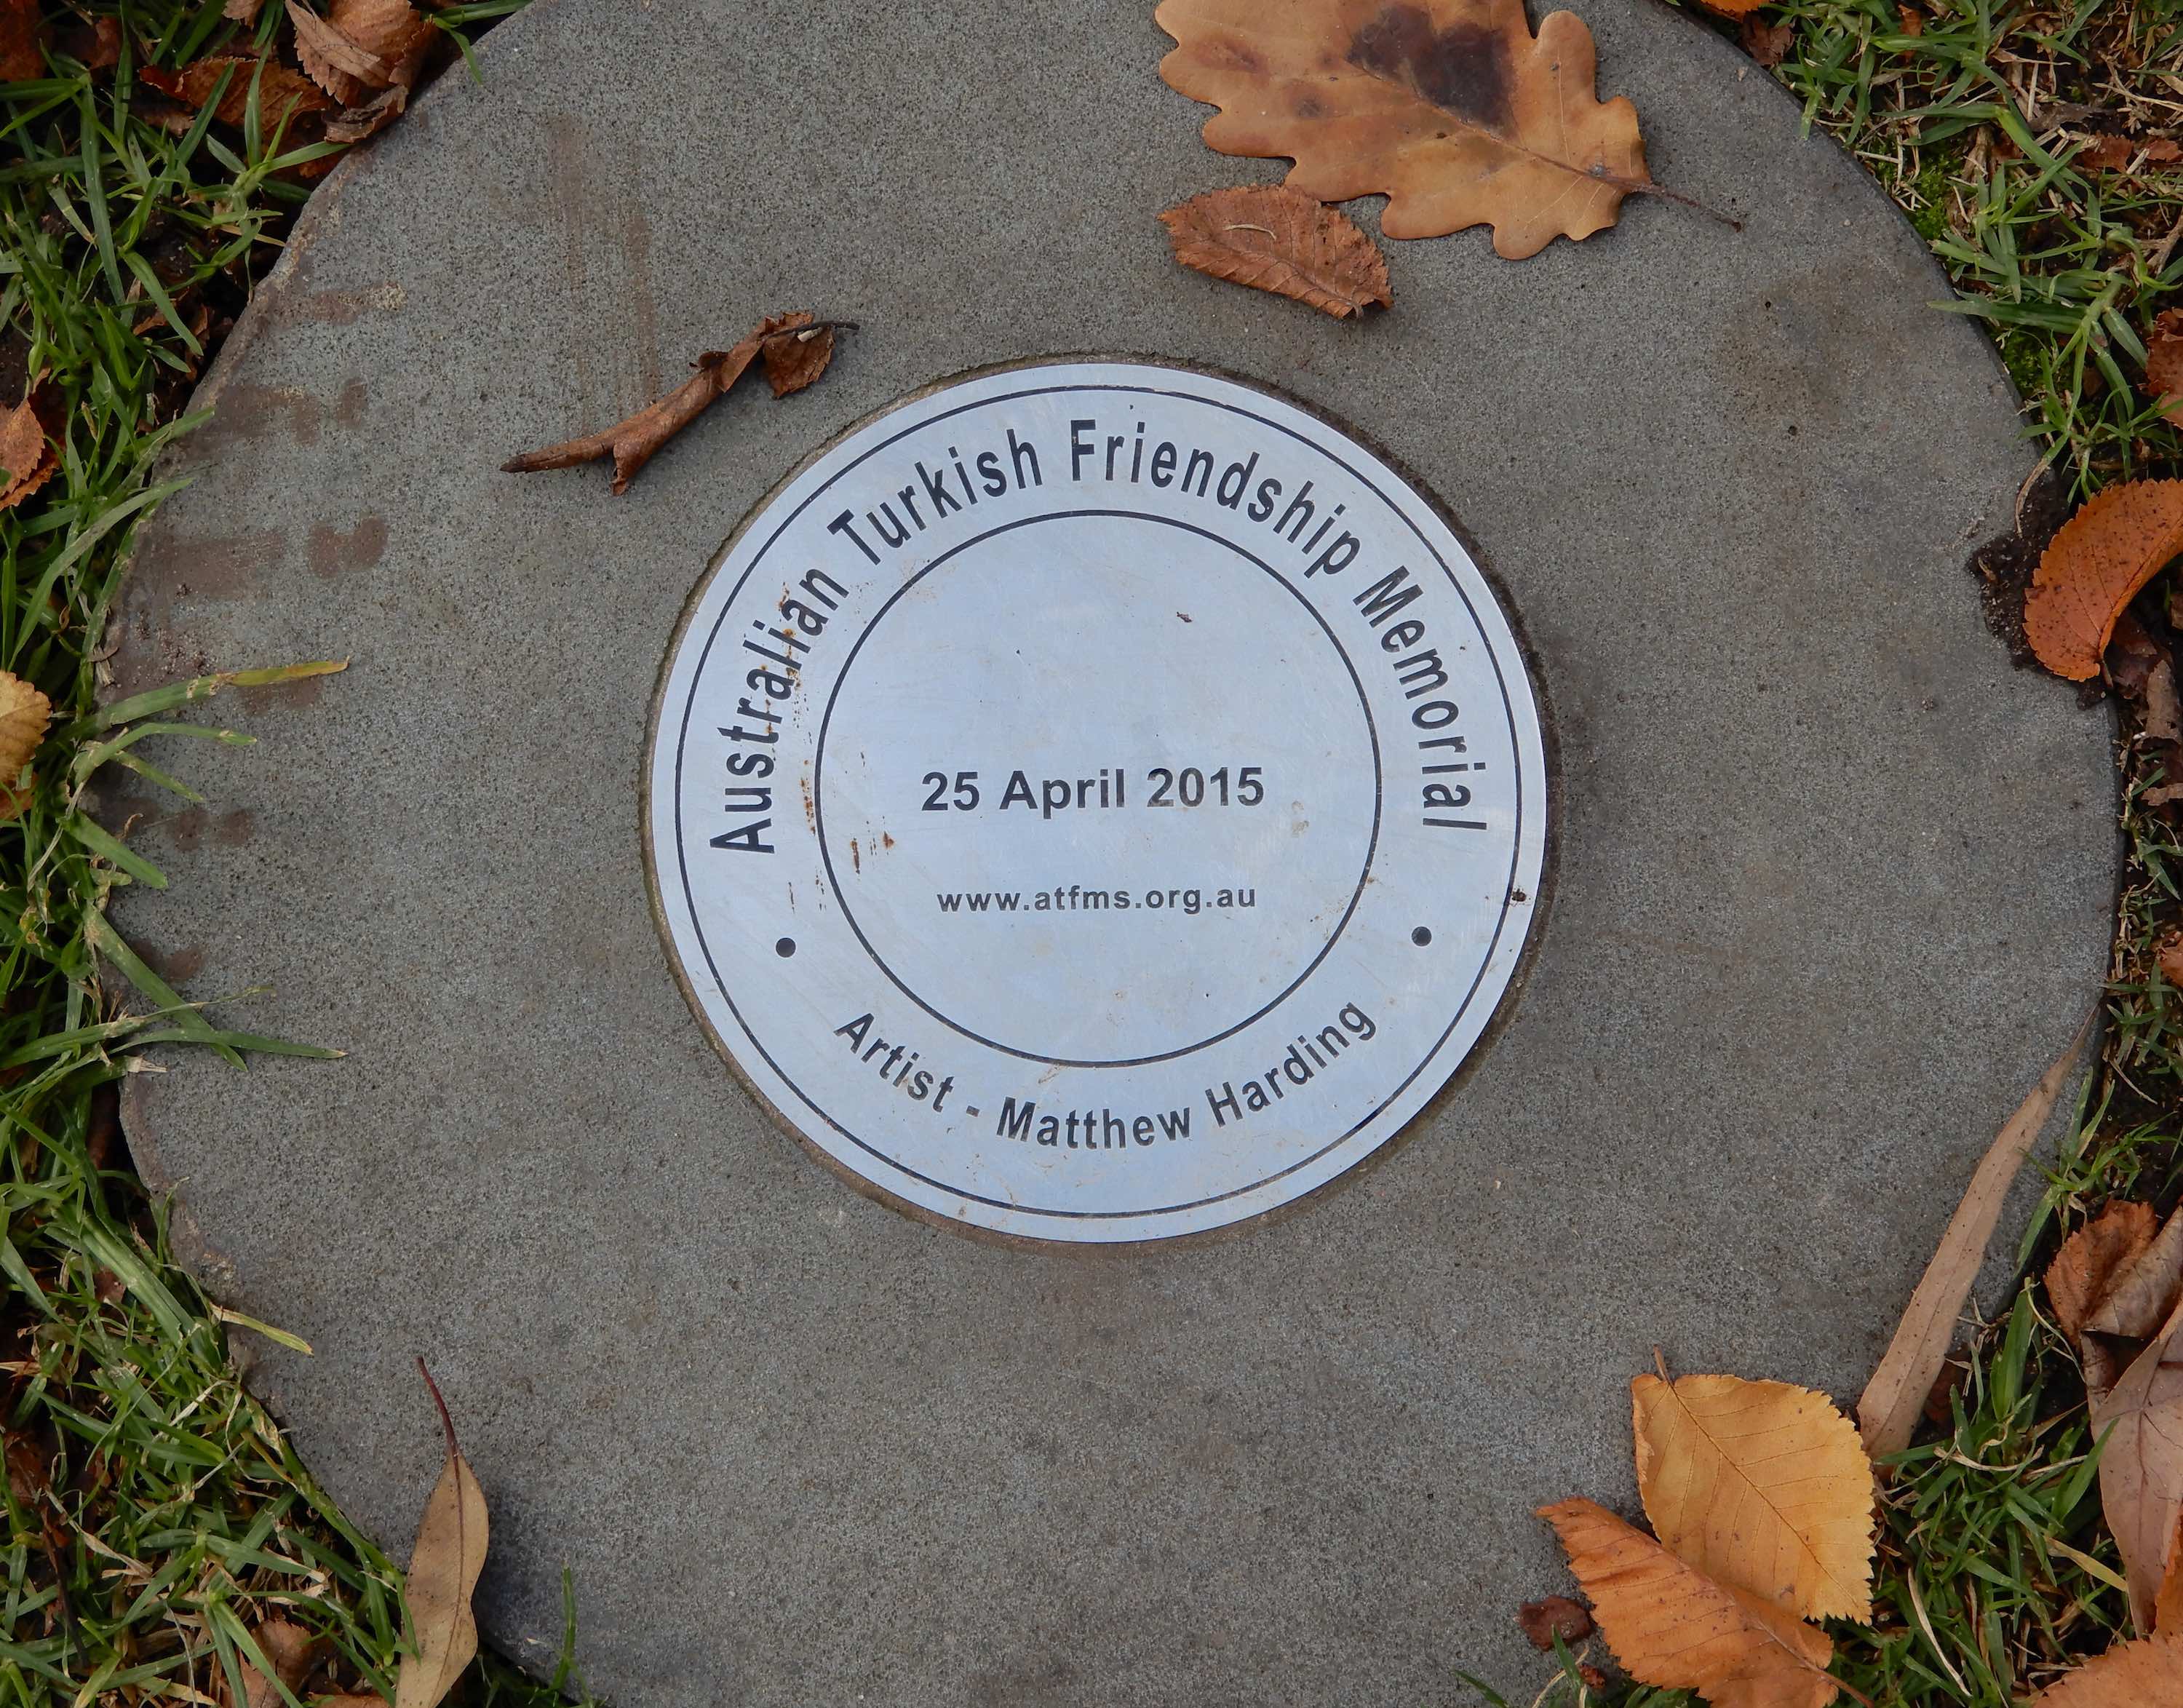 Australian Turkish Friendship Memorial
25 April 2015
www.atfms.org.au
Artist - Matthew Harding